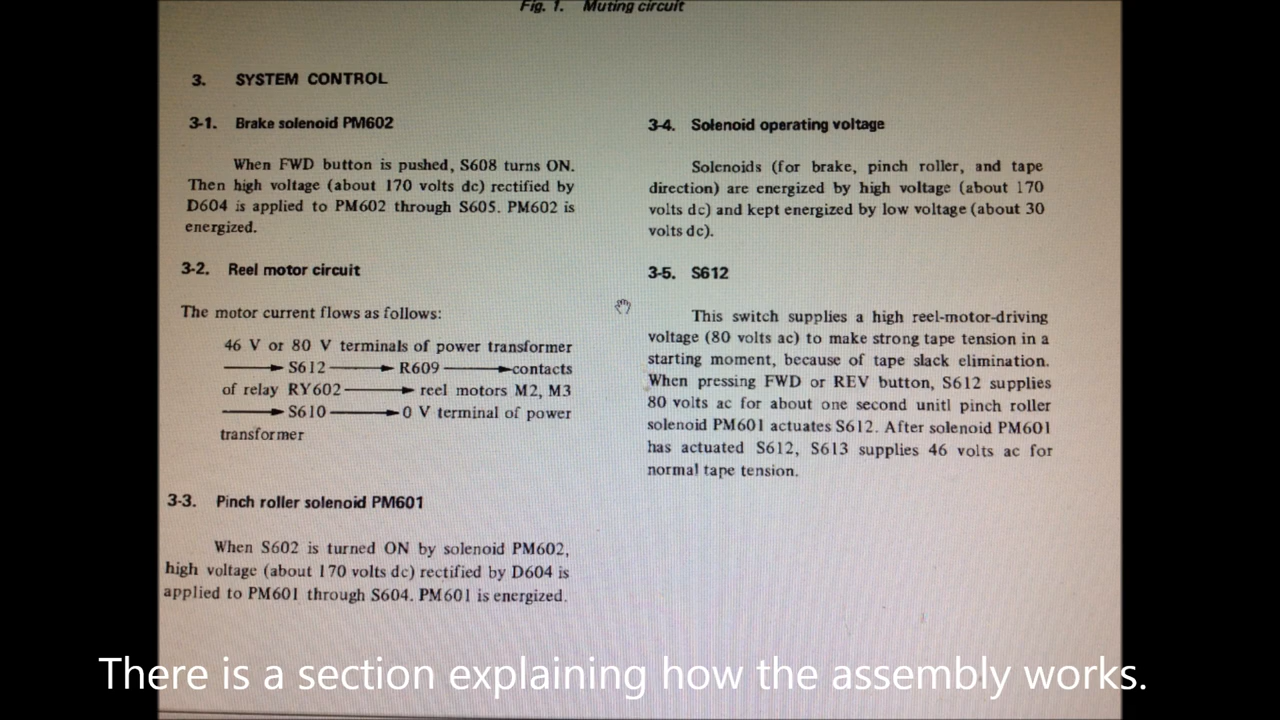 Fig. 1. Muting circuit
3. SYSTEM CONTROL
3-1. Brake solenoid PM602
When FWD button is pushed, S608 turns ON.
Then high voltage (about 170 volts dc) rectified by
D604 is applied to PM602 through S605. PM602 is
energized.
3-2. Reel motor circuit
The motor current flows as follows:
46 V or 80 V terminals of power transformer
→ S612 → R609 → contacts
of relay RY602 → reel motors M2, M3
→ S610 → 0 V terminal of power
transformer
3-3. Pinch roller solenoid PM601
When S602 is turned ON by solenoid PM602,
high voltage (about 170 volts dc) rectified by D604 is
applied to PM601 through S604. PM601 is energized.
3-4. Solenoid operating voltage
Solenoids (for brake, pinch roller, and tape
direction) are energized by high voltage (about 170
volts dc) and kept energized by low voltage (about 30
volts dc).
3-5. S612
This switch supplies a high reel-motor-driving
voltage (80 volts ac) to make strong tape tension in a
starting moment, because of tape slack elimination.
When pressing FWD or REV button, S612 supplies
80 volts ac for about one second unitl pinch roller
solenoid PM601 actuates S612. After solenoid PM601
has actuated S612, S613 supplies 46 volts ac for
normal tape tension.
There is a section explaining how the assembly works.